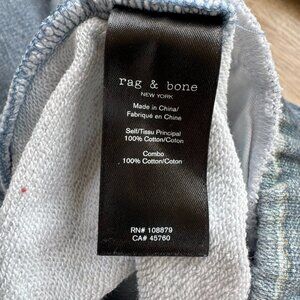 rag & bone
NEW YORK
Made in China/
Fabriqué en Chine
Self/Tissu Principal
100% Cotton/Coton
Combo
100% Cotton/Coton
RN# 108879
CA# 45760